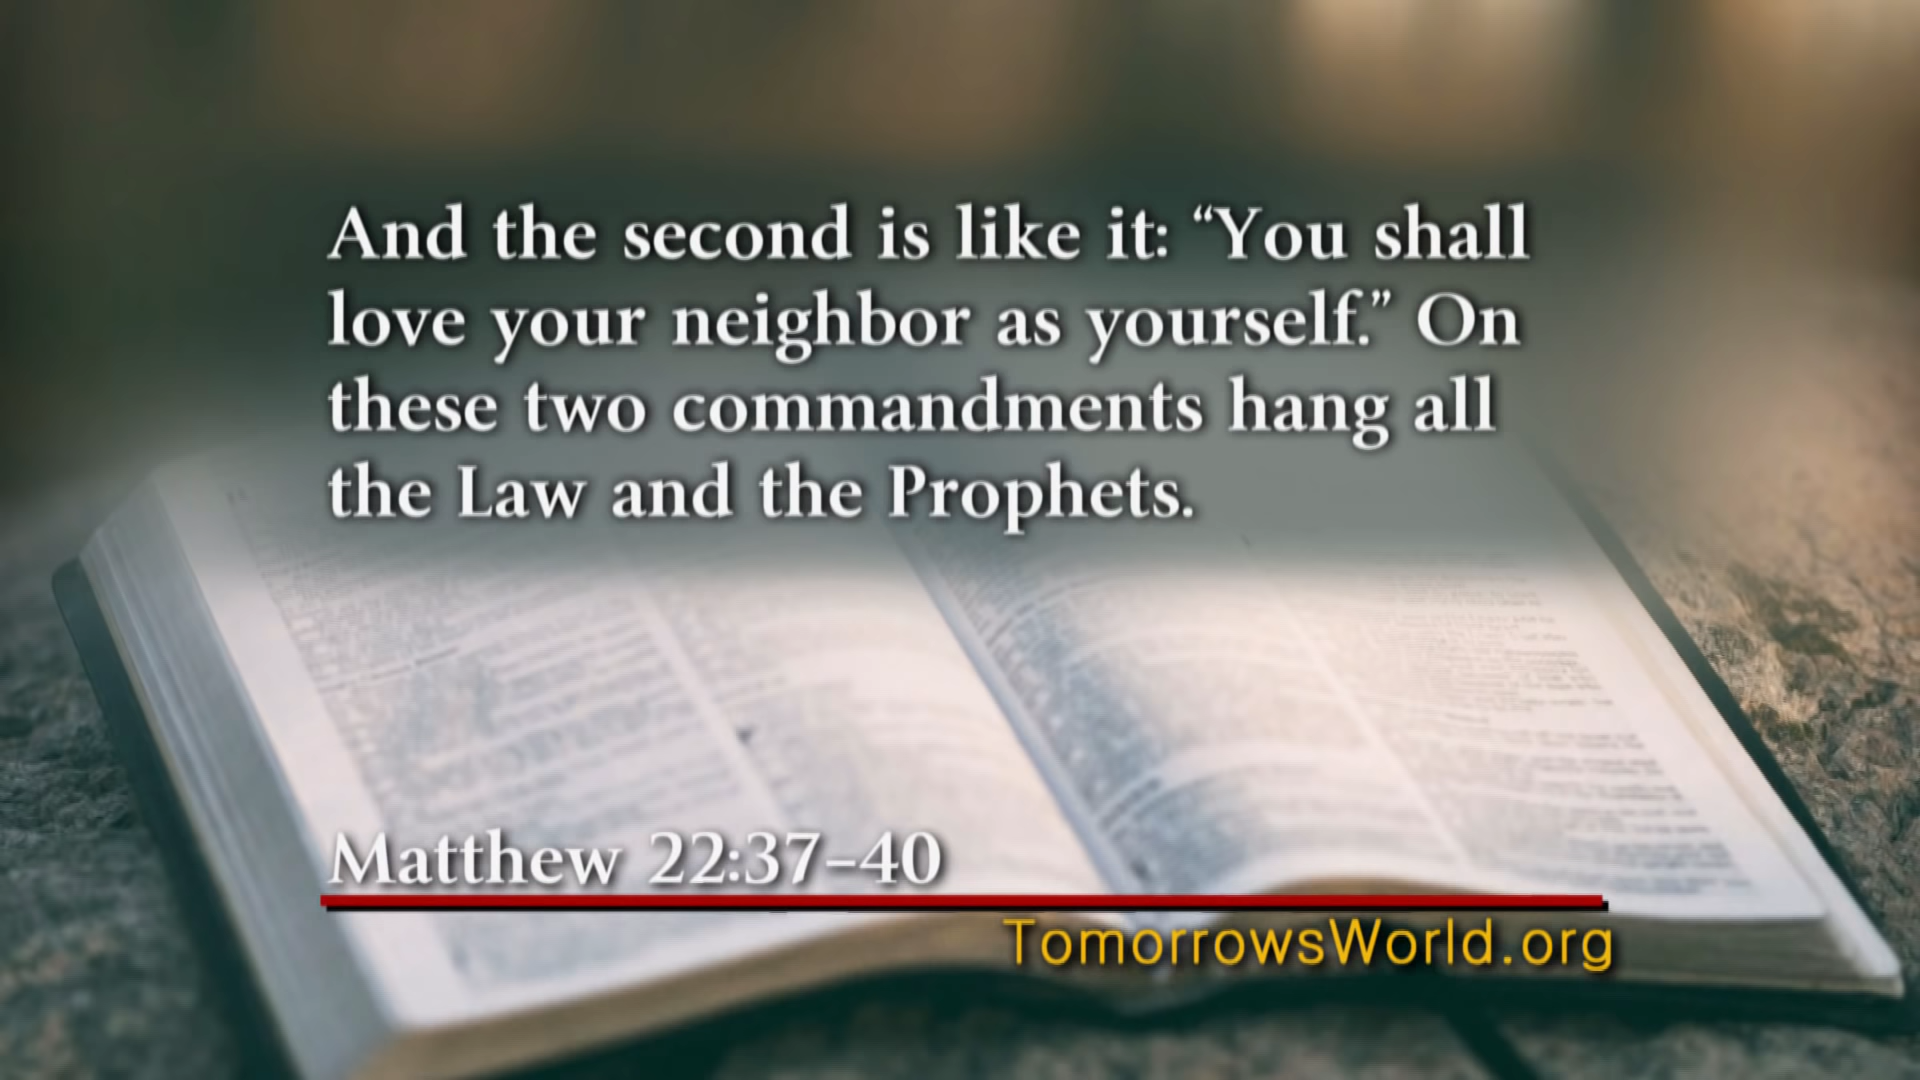 And the second is like it: “You shall
love your neighbor as yourself.” On
these two commandments hang all
the Law and the Prophets.
Matthew 22:37–40
TomorrowsWorld.org